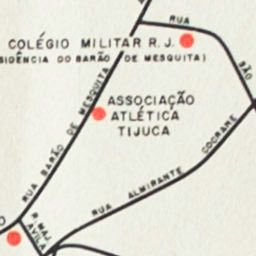 RUA
SÃO
COLÉGIO MILITAR R. J.
SIDÊNCIA DO BARÃO DE MESQUITA)
ASSOCIAÇÃO
ATLÉTICA
TIJUCA
RUA BARÃO DE MESQUITA
RUA ALMIRANTE COCRANE
R. MAJ.
ÁVILA
O